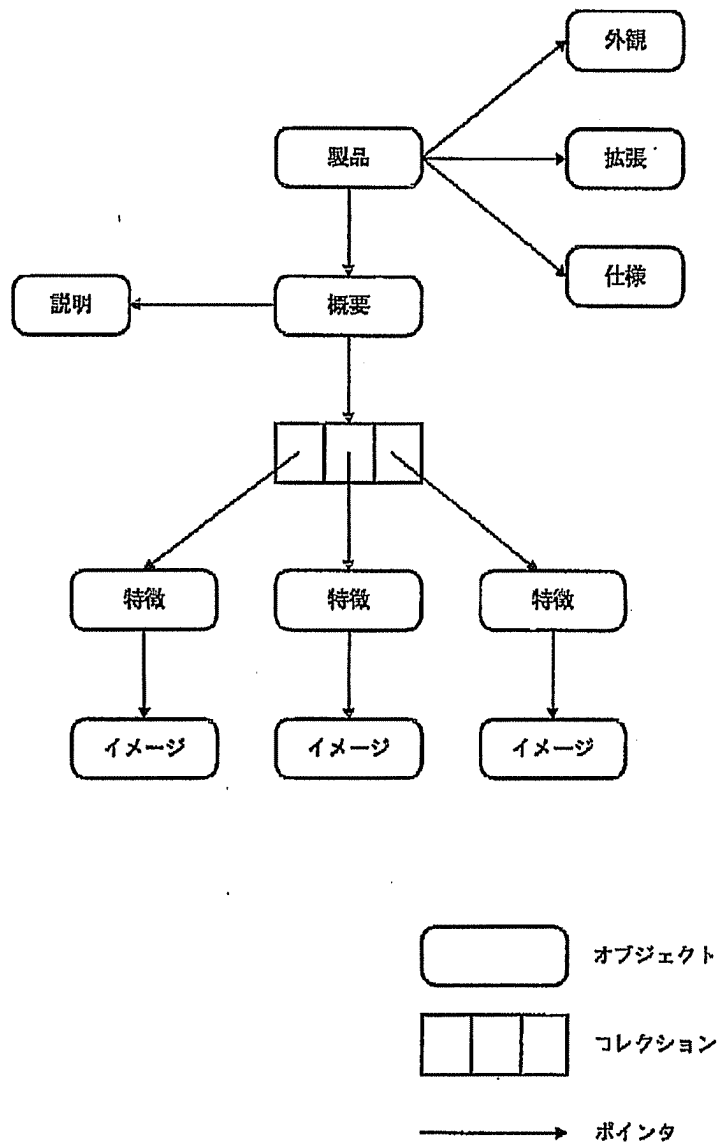 外観
製品
拡張
仕様
説明
概要
特徴 特徴 特徴
イメージ イメージ イメージ
オブジェクト
コレクション
ポインタ